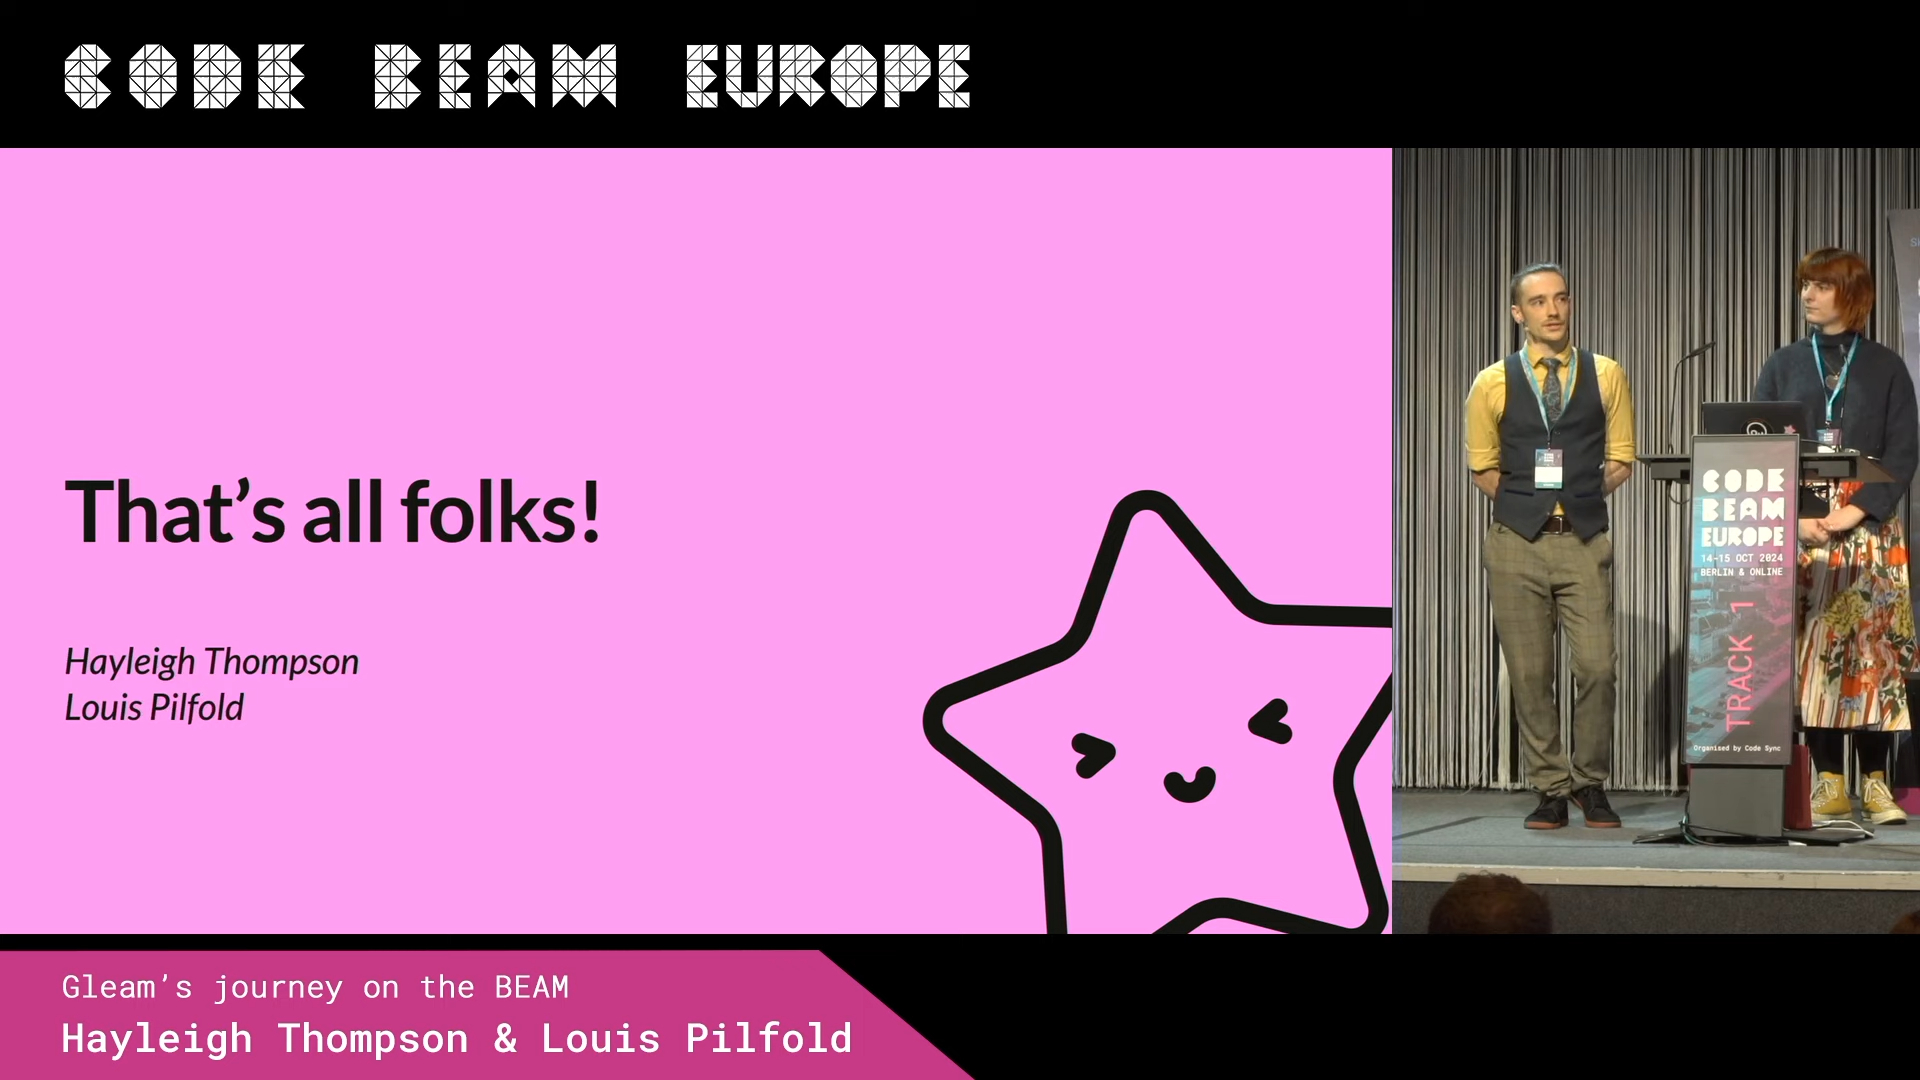 CODE BEAM EUROPE
That’s all folks!
Hayleigh Thompson
Louis Pilfold
CODE
BEAM
EUROPE
14-15 OCT 2024
BERLIN & ONLINE
TRACK 1
Organised by Code Sync
Gleam’s journey on the BEAM
Hayleigh Thompson & Louis Pilfold